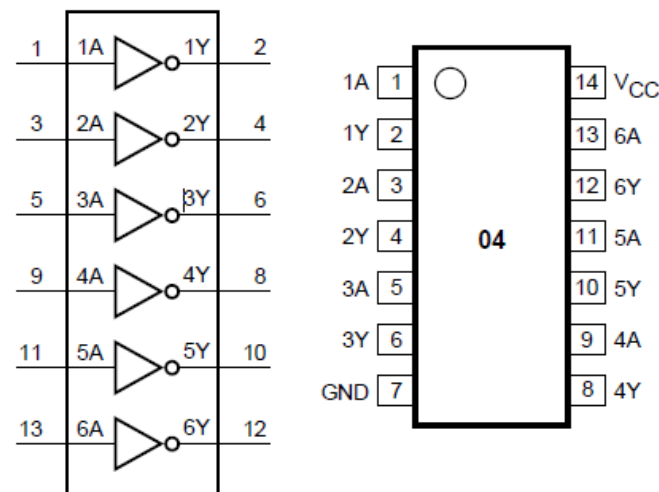 1 1A 1Y 2
3 2A 2Y 4
5 3A 3Y 6
9 4A 4Y 8
11 5A 5Y 10
13 6A 6Y 12
1A 1 14 VCC
1Y 2 13 6A
2A 3 12 6Y
2Y 4 04 11 5A
3A 5 10 5Y
3Y 6 9 4A
GND 7 8 4Y